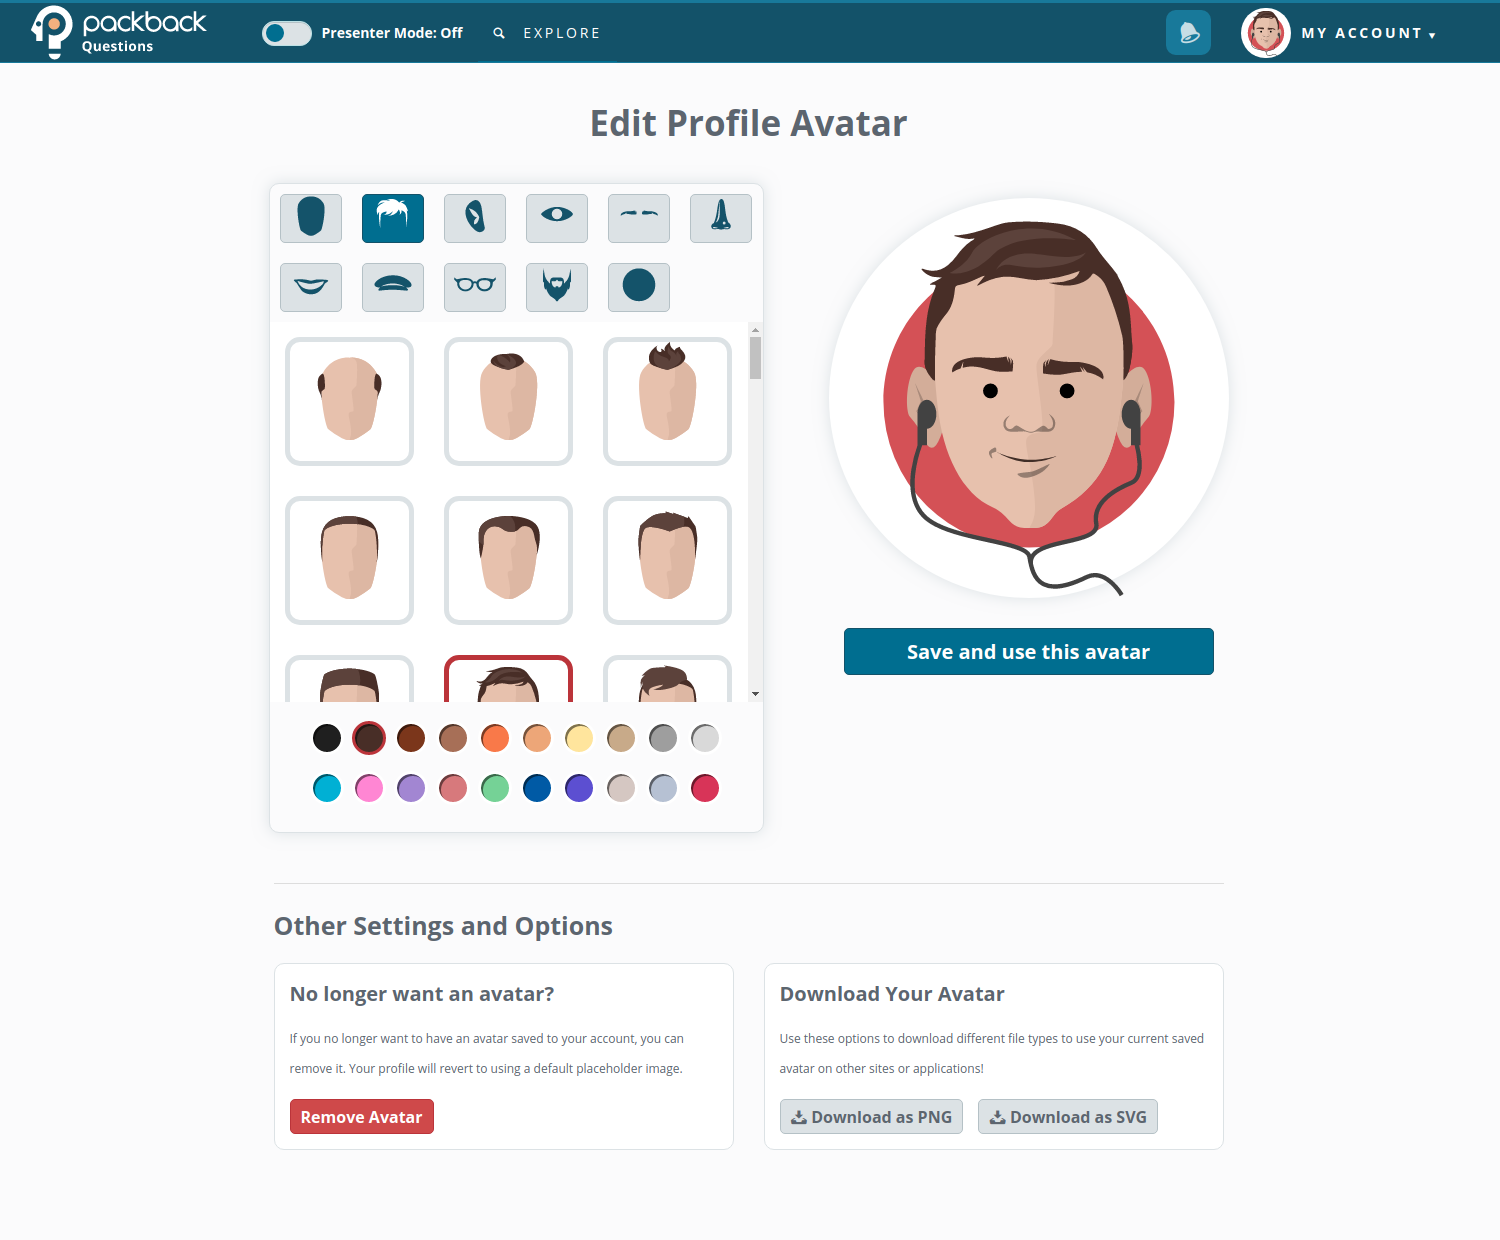 packback
Questions
Presenter Mode: Off
EXPLORE
MY ACCOUNT
Edit Profile Avatar
Save and use this avatar
Other Settings and Options
No longer want an avatar?
If you no longer want to have an avatar saved to your account, you can
remove it. Your profile will revert to using a default placeholder image.
Remove Avatar
Download Your Avatar
Use these options to download different file types to use your current saved
avatar on other sites or applications!
Download as PNG
Download as SVG